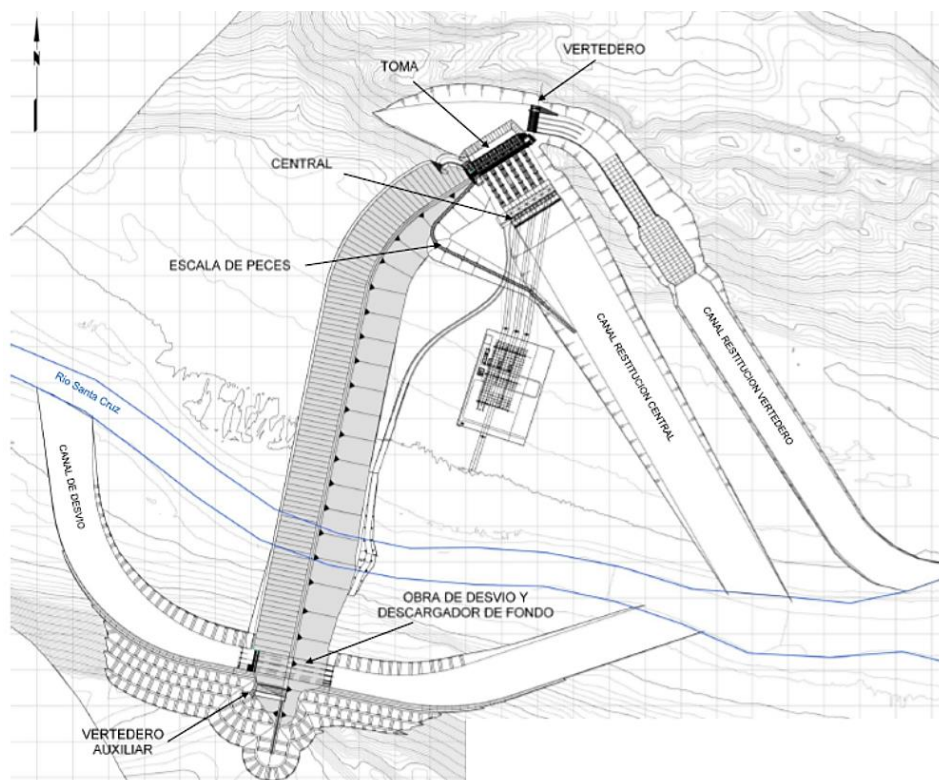 N
VERTEDERO
TOMA
CENTRAL
ESCALA DE PECES
Rio Santa Cruz
CANAL DE DESVIO
CANAL RESTITUCION CENTRAL
CANAL RESTITUCION VERTEDERO
OBRA DE DESVIO Y
DESCARGADOR DE FONDO
VERTEDERO
AUXILIAR